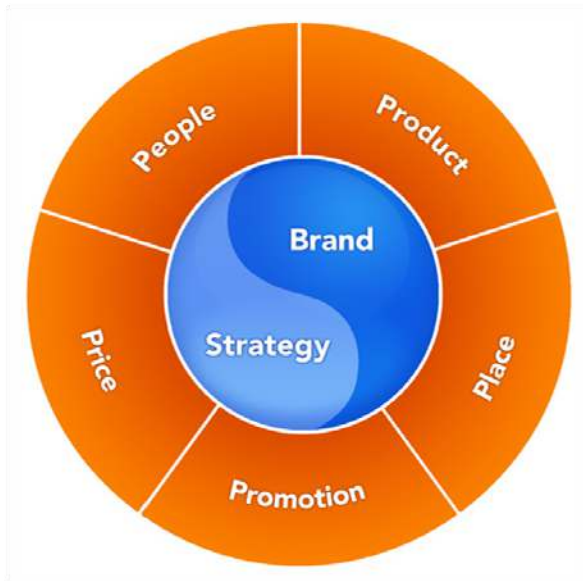 People
Product
Brand
Strategy
Price
Place
Promotion